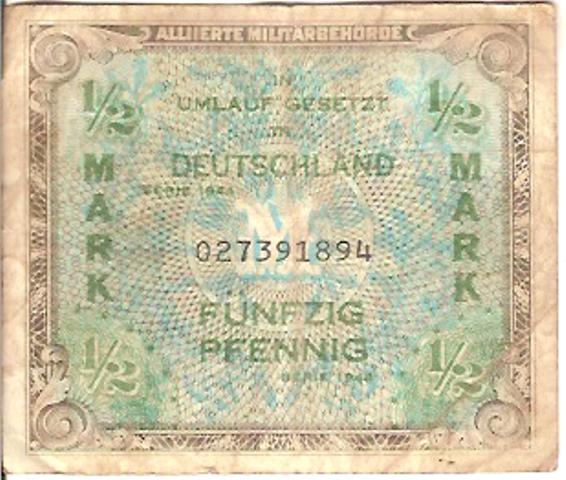 ALLIIERTE MILITÄRBEHÖRDE
½ IN ½
UMLAUF GESETZT
IN
DEUTSCHLAND
SERIE 1944
MARK
MARK
M
027391894
FÜNFZIG
PFENNIG
½ ½
SERIE 1944